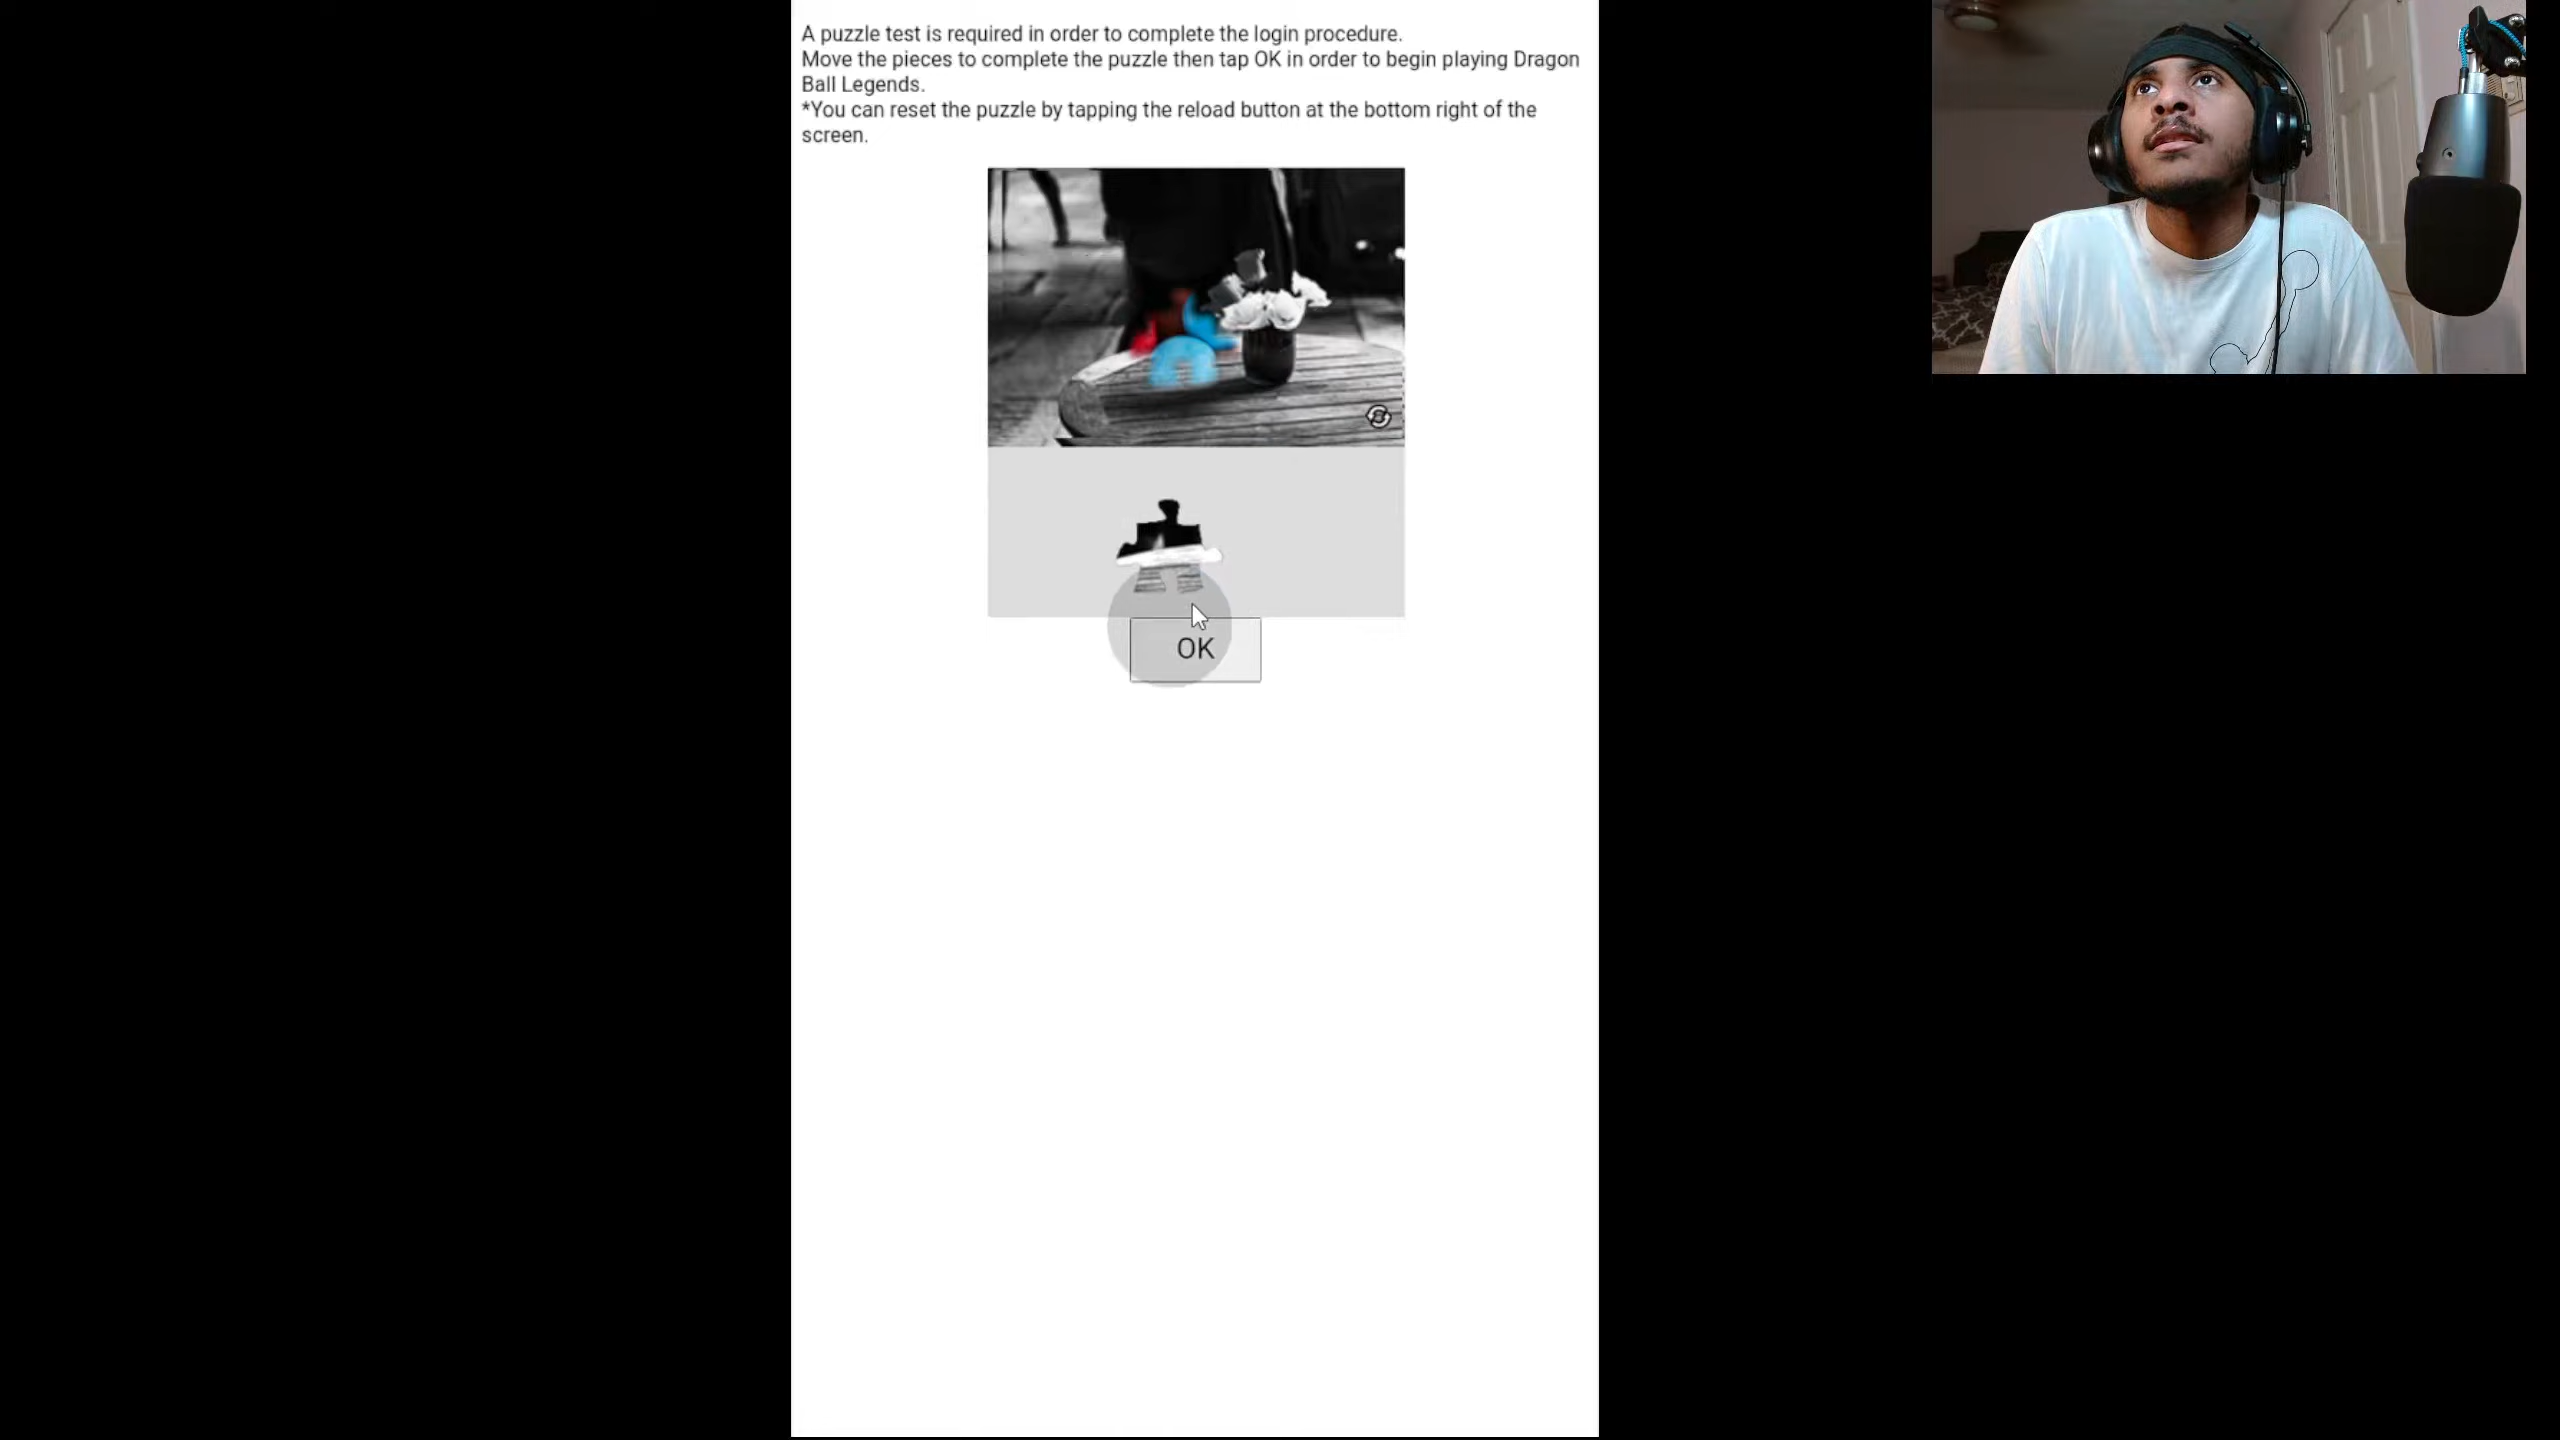 A puzzle test is required in order to complete the login procedure.
Move the pieces to complete the puzzle then tap OK in order to begin playing Dragon
Ball Legends.
*You can reset the puzzle by tapping the reload button at the bottom right of the
screen.
OK